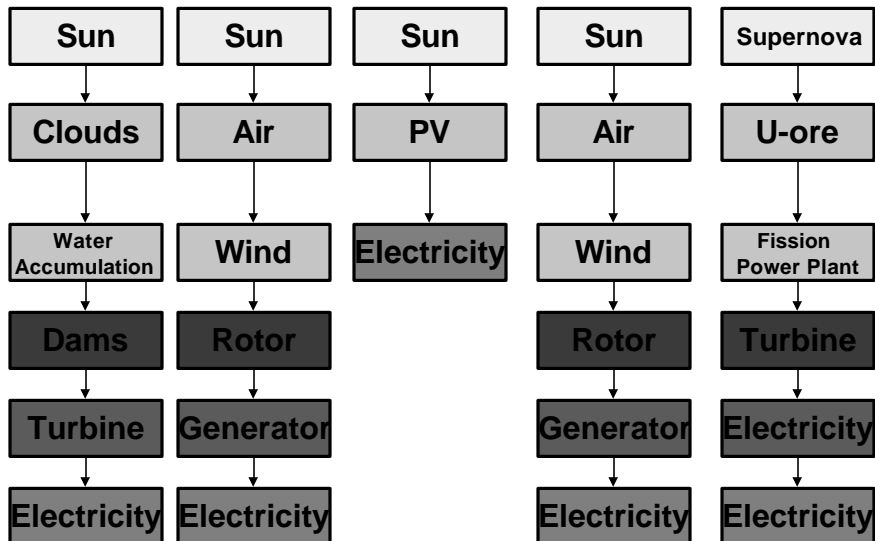 Sun
Sun
Sun
Sun
Supernova
Clouds
Air
PV
Air
U-ore
Water
Accumulation
Wind
Electricity
Wind
Fission
Power Plant
Dams
Rotor
Rotor
Turbine
Turbine
Generator
Generator
Electricity
Electricity
Electricity
Electricity
Electricity